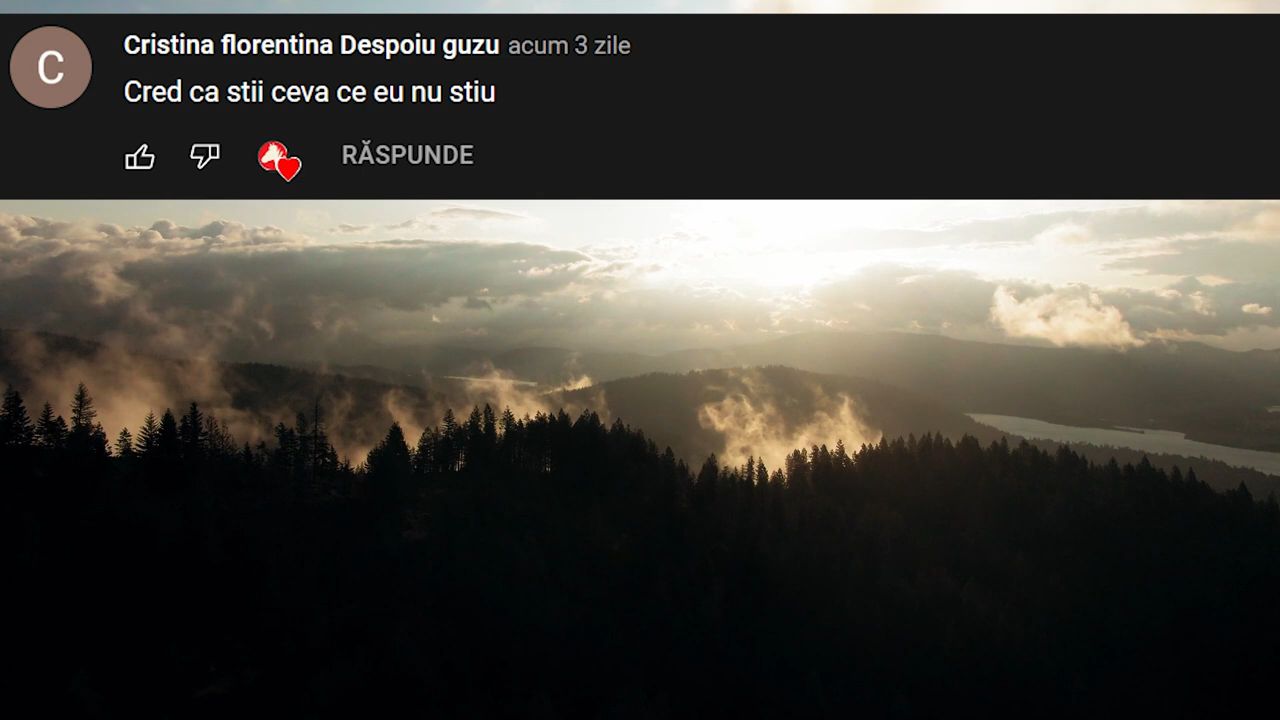 Cristina florentina Despoiu guzu acum 3 zile
Cred ca stii ceva ce eu nu stiu
RĂSPUNDE
C